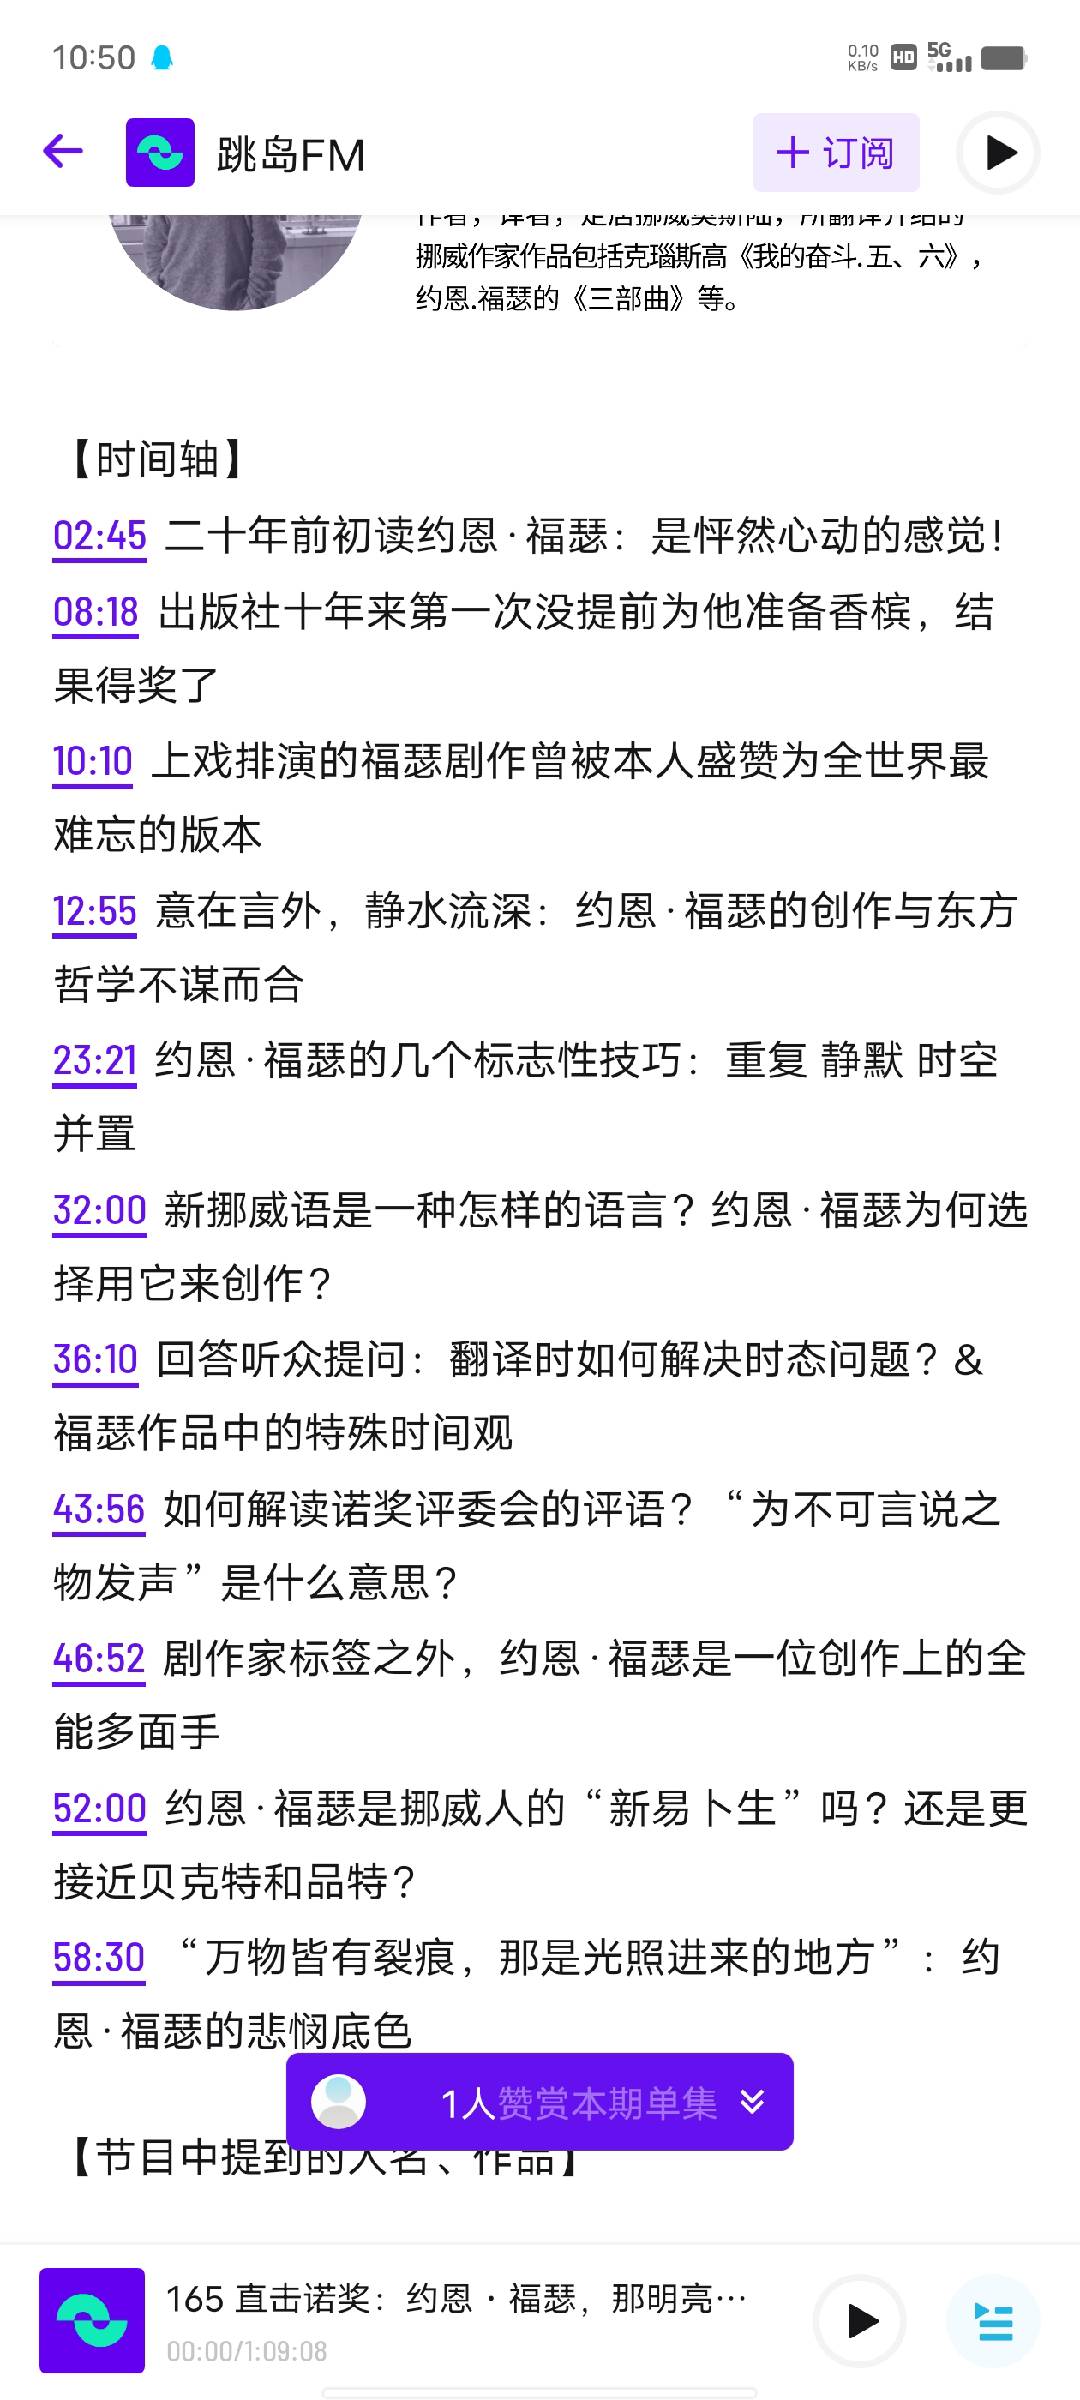 10:50
0.10
KB/s
HD
5G
跳岛FM
+ 订阅
作者，译者，定居挪威奥斯陆，所翻译介绍的
挪威作家作品包括克瑙斯高《我的奋斗.五、六》，
约恩.福瑟的《三部曲》等。
【时间轴】
02:45 二十年前初读约恩·福瑟：是怦然心动的感觉！
08:18 出版社十年来第一次没提前为他准备香槟，结
果得奖了
10:10 上戏排演的福瑟剧作曾被本人盛赞为全世界最
难忘的版本
12:55 意在言外，静水流深：约恩·福瑟的创作与东方
哲学不谋而合
23:21 约恩·福瑟的几个标志性技巧：重复 静默 时空
并置
32:00 新挪威语是一种怎样的语言？约恩·福瑟为何选
择用它来创作？
36:10 回答听众提问：翻译时如何解决时态问题？&
福瑟作品中的特殊时间观
43:56 如何解读诺奖评委会的评语？“为不可言说之
物发声”是什么意思？
46:52 剧作家标签之外，约恩·福瑟是一位创作上的全
能多面手
52:00 约恩·福瑟是挪威人的“新易卜生”吗？还是更
接近贝克特和品特？
58:30 “万物皆有裂痕，那是光照进来的地方”：约
恩·福瑟的悲悯底色
1人赞赏本期单集
【节目中提到的人名、作品】
165 直击诺奖：约恩·福瑟，那明亮…
00:00/1:09:08